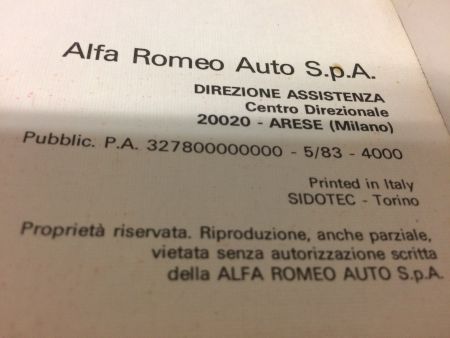 Alfa Romeo Auto S.p.A.
DIREZIONE ASSISTENZA
Centro Direzionale
20020 - ARESE (Milano)
Pubblic. P.A. 327800000000 - 5/83 - 4000
Printed in Italy
SIDOTEC - Torino
Proprietà riservata. Riproduzione, anche parziale,
vietata senza autorizzazione scritta
della ALFA ROMEO AUTO S.p.A.